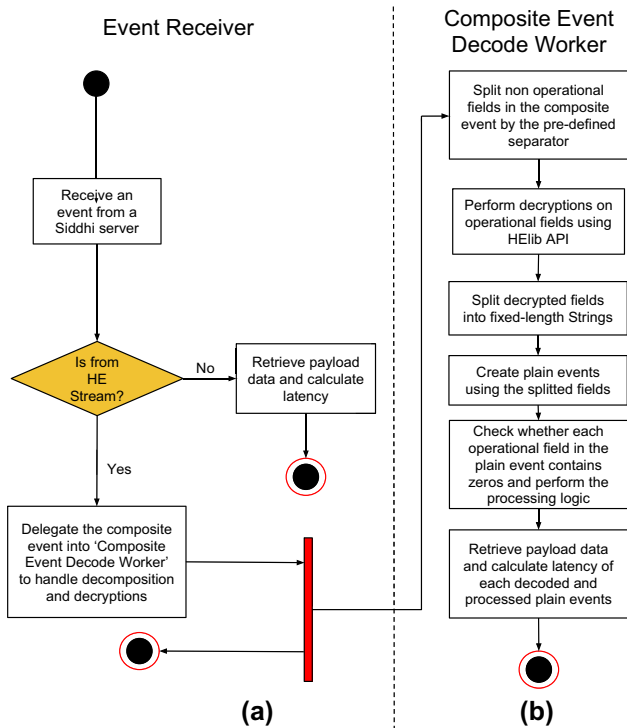 Event Receiver
Receive an
event from a
Siddhi server
Is from
HE
Stream?
No
Retrieve payload
data and calculate
latency
Yes
Delegate the composite
event into ‘Composite
Event Decode Worker’
to handle decomposition
and decryptions
(a)
Composite Event
Decode Worker
Split non operational
fields in the composite
event by the pre-defined
separator
Perform decryptions on
operational fields using
HElib API
Split decrypted fields
into fixed-length Strings
Create plain events
using the splitted fields
Check whether each
operational field in the
plain event contains
zeros and perform the
processing logic
Retrieve payload data
and calculate latency of
each decoded and
processed plain events
(b)